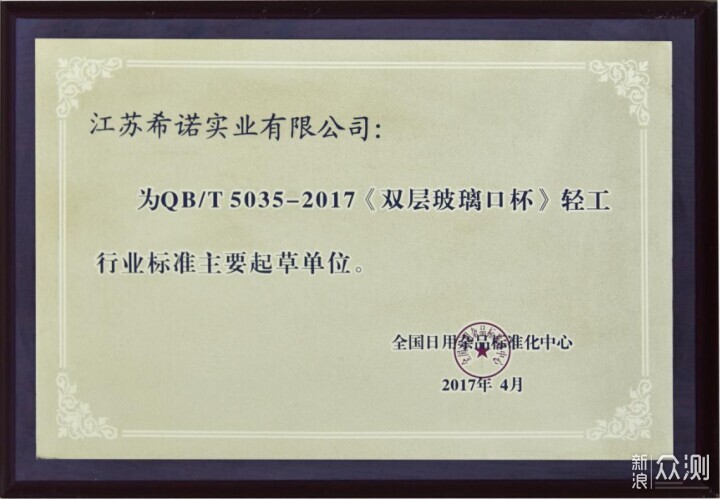 江苏希诺实业有限公司：
为QB/T 5035-2017《双层玻璃口杯》轻工
行业标准主要起草单位。
全国日用杂品标准化中心
2017年 4月
新浪众测